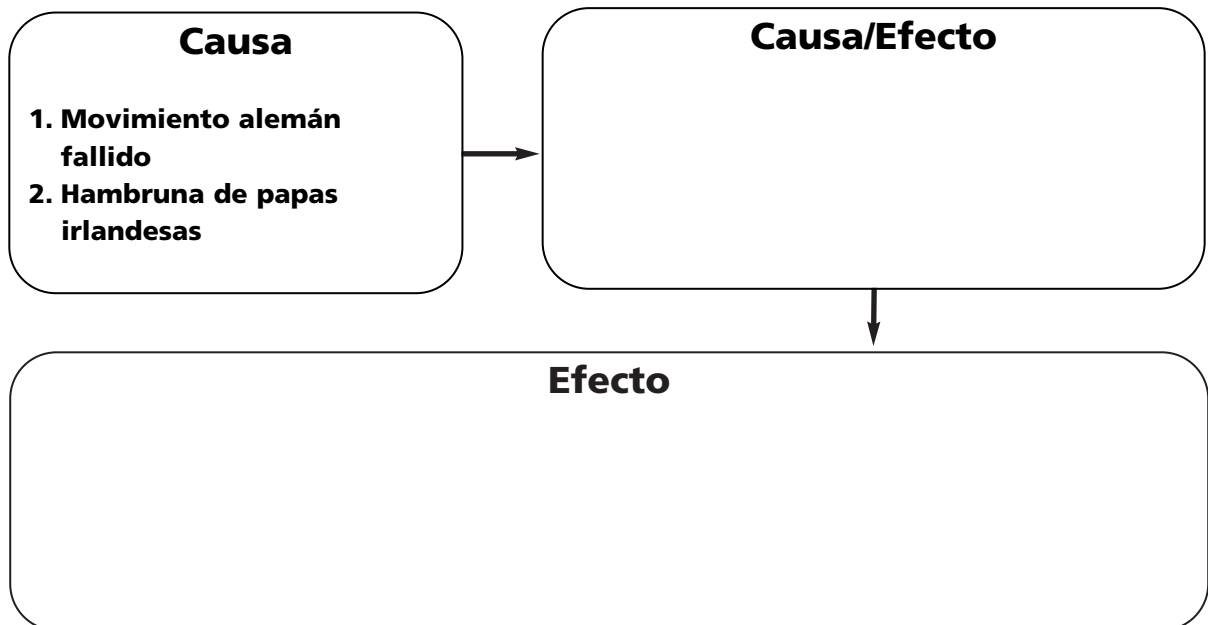 Causa
1. Movimiento alemán
fallido
2. Hambruna de papas
irlandesas
Causa/Efecto
Efecto